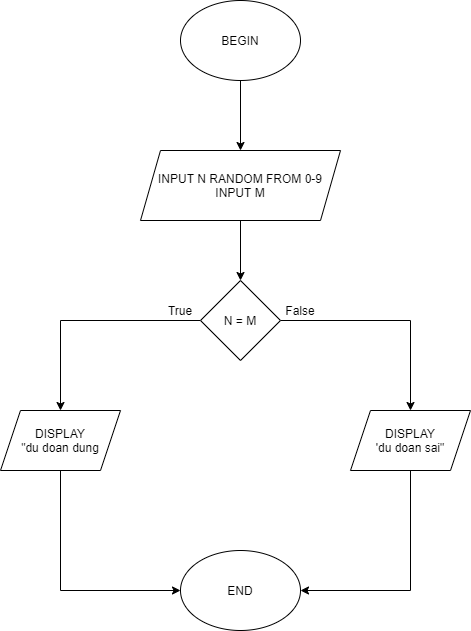 BEGIN
INPUT N RANDOM FROM 0-9
INPUT M
True
False
N = M
DISPLAY
"du doan dung
DISPLAY
'du doan sai"
END